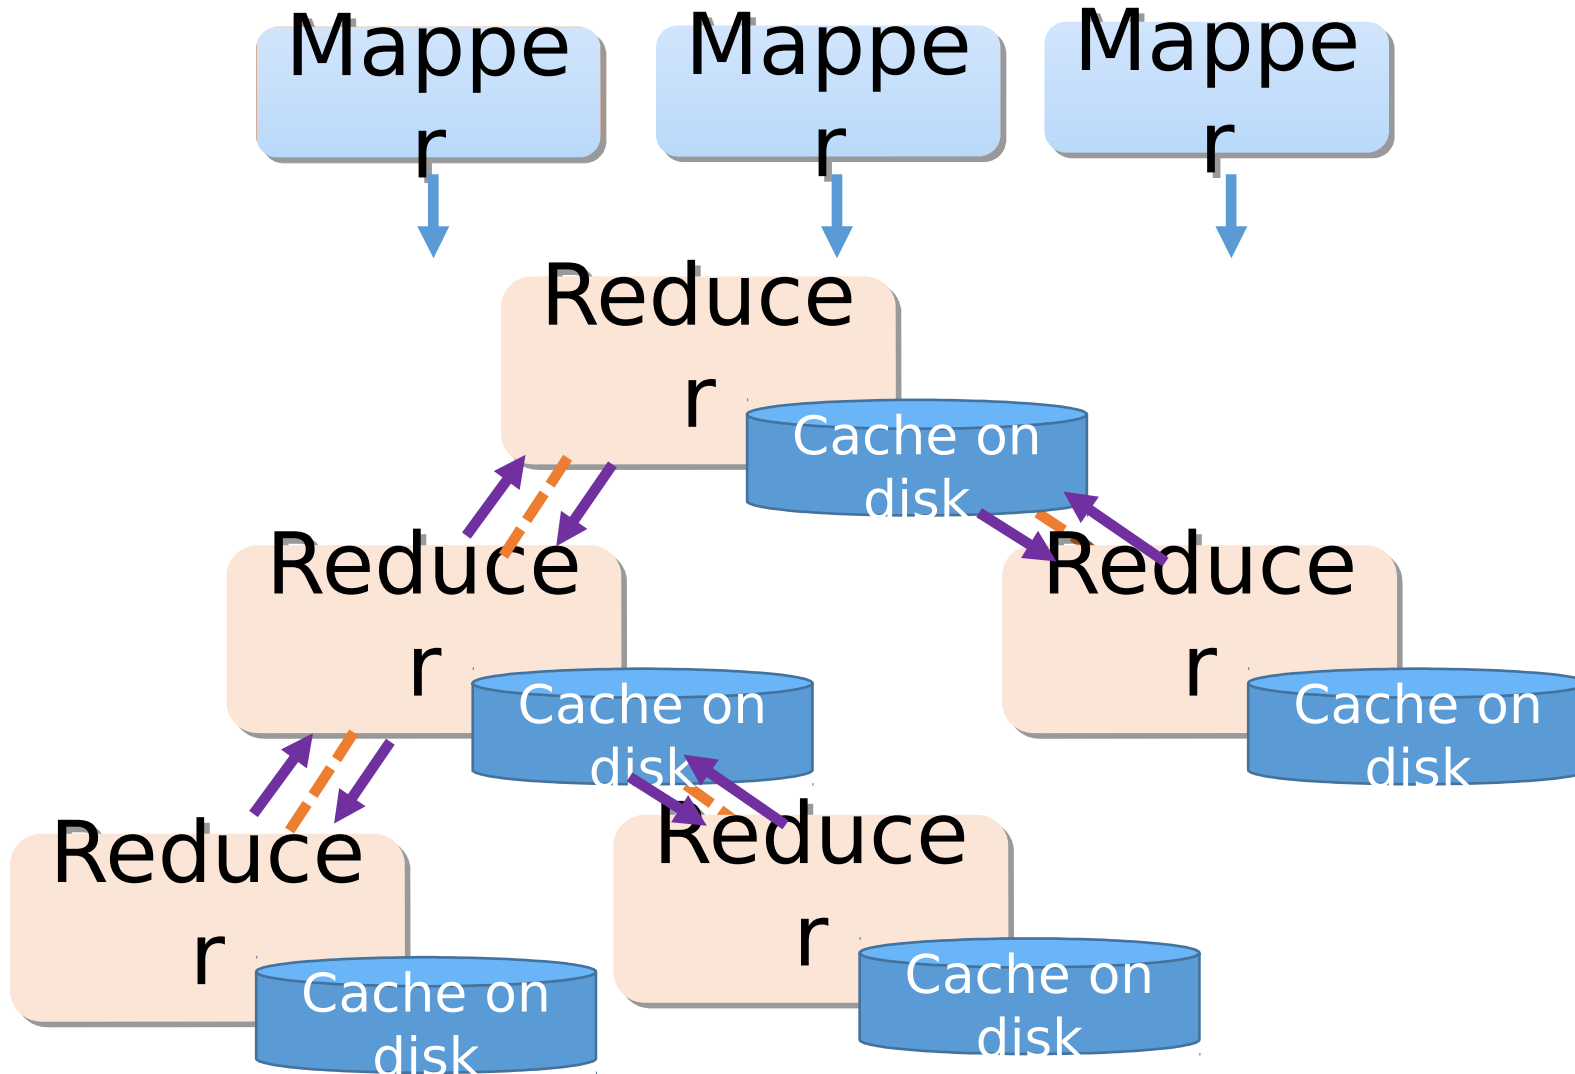 Mappe
r
Mappe
r
Mappe
r
Reduce
r
Cache on
disk
Reduce
r
Cache on
disk
Reduce
r
Cache on
disk
Reduce
r
Cache on
disk
Reduce
r
Cache on
disk